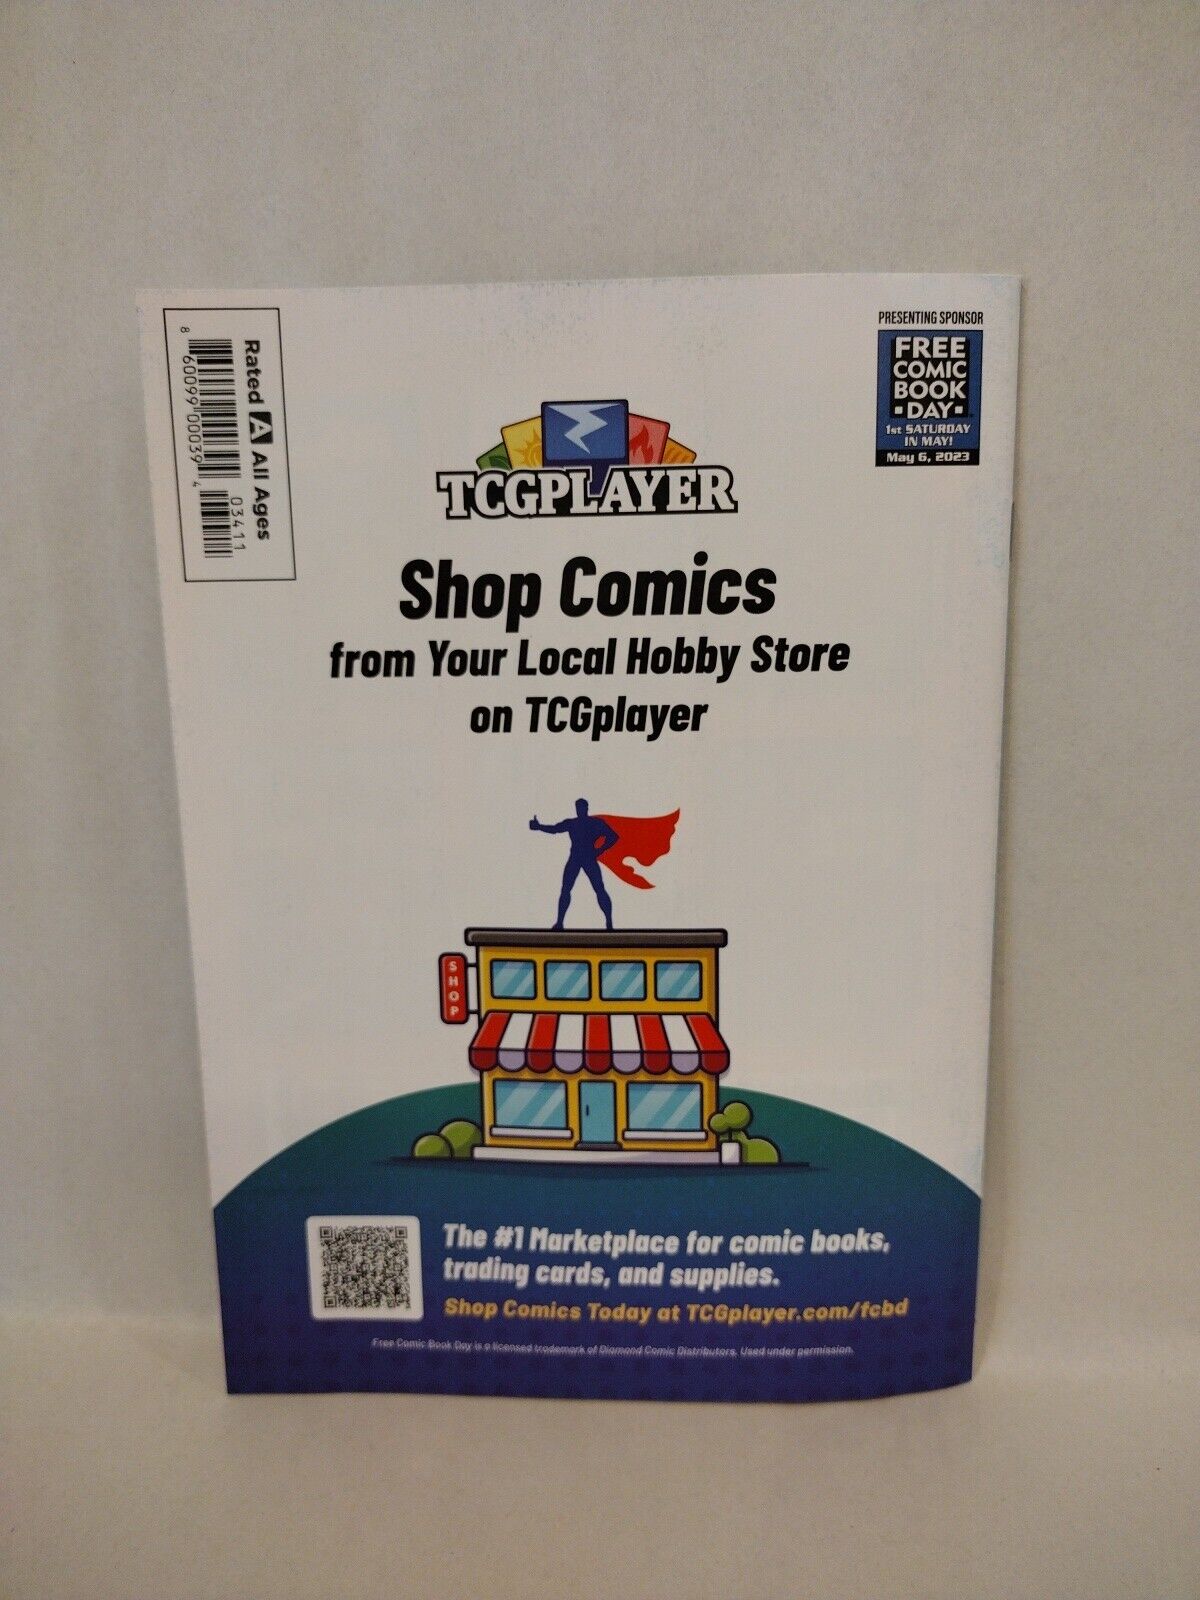 Rated A All Ages
8 60099 00039 4
03411
PRESENTING SPONSOR
FREE
COMIC
BOOK
DAY
1st SATURDAY
IN MAY!
May 6, 2023
TCGPLAYER
Shop Comics
from Your Local Hobby Store
on TCGplayer
SHOP
The #1 Marketplace for comic books,
trading cards, and supplies.
Shop Comics Today at TCGplayer.com/fcbd
Free Comic Book Day is a licensed trademark of Diamond Comic Distributors. Used under permission.